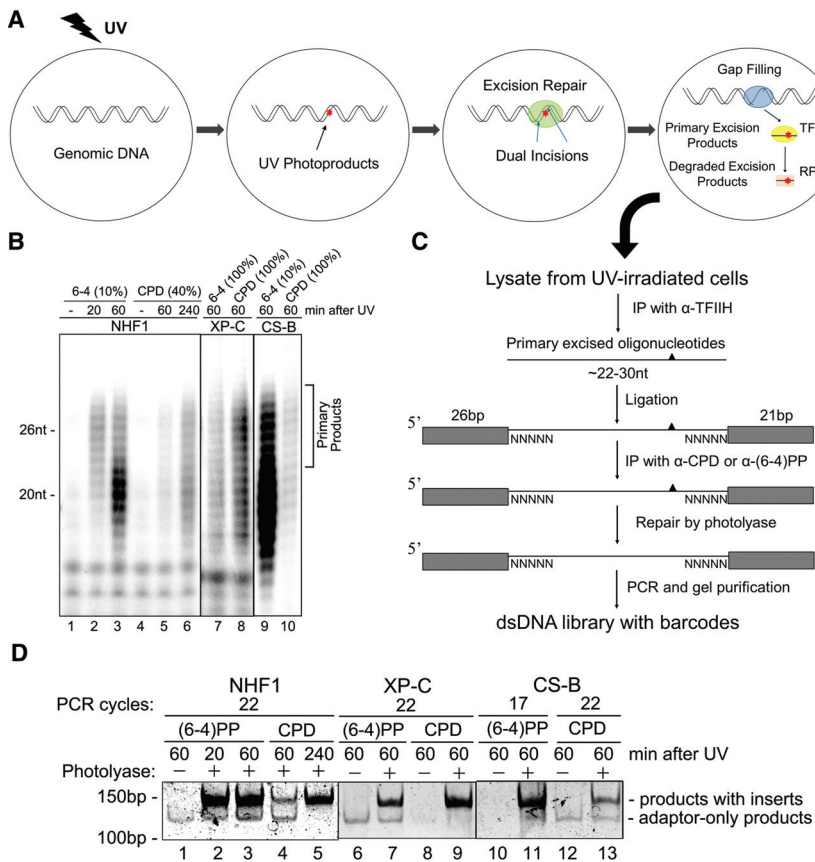 A
UV
Genomic DNA
UV Photoproducts
Excision Repair
Dual Incisions
Gap Filling
Primary Excision
Products
TF
Degraded Excision
Products
RP
B
6-4 (10%)
CPD (40%)
6-4 (100%)
CPD (100%)
6-4 (10%)
CPD (100%)
- 20 60 - 60 240 60 60 60 60 min after UV
NHF1 XP-C CS-B
26nt -
20nt -
Primary
Products
1 2 3 4 5 6 7 8 9 10
C
Lysate from UV-irradiated cells
IP with α-TFIIH
Primary excised oligonucleotides
~22-30nt
Ligation
5’ 26bp 21bp
NNNNN NNNNN
IP with α-CPD or α-(6-4)PP
5’
NNNNN NNNNN
Repair by photolyase
5’
NNNNN NNNNN
PCR and gel purification
dsDNA library with barcodes
D
NHF1 XP-C CS-B
PCR cycles: 22 22 17 22
(6-4)PP CPD (6-4)PP CPD (6-4)PP CPD
60 20 60 60 240 60 60 60 60 60 60 60 60 min after UV
Photolyase: − + + + + − + − + − + − +
150bp -
- products with inserts
- adaptor-only products
100bp -
1 2 3 4 5 6 7 8 9 10 11 12 13